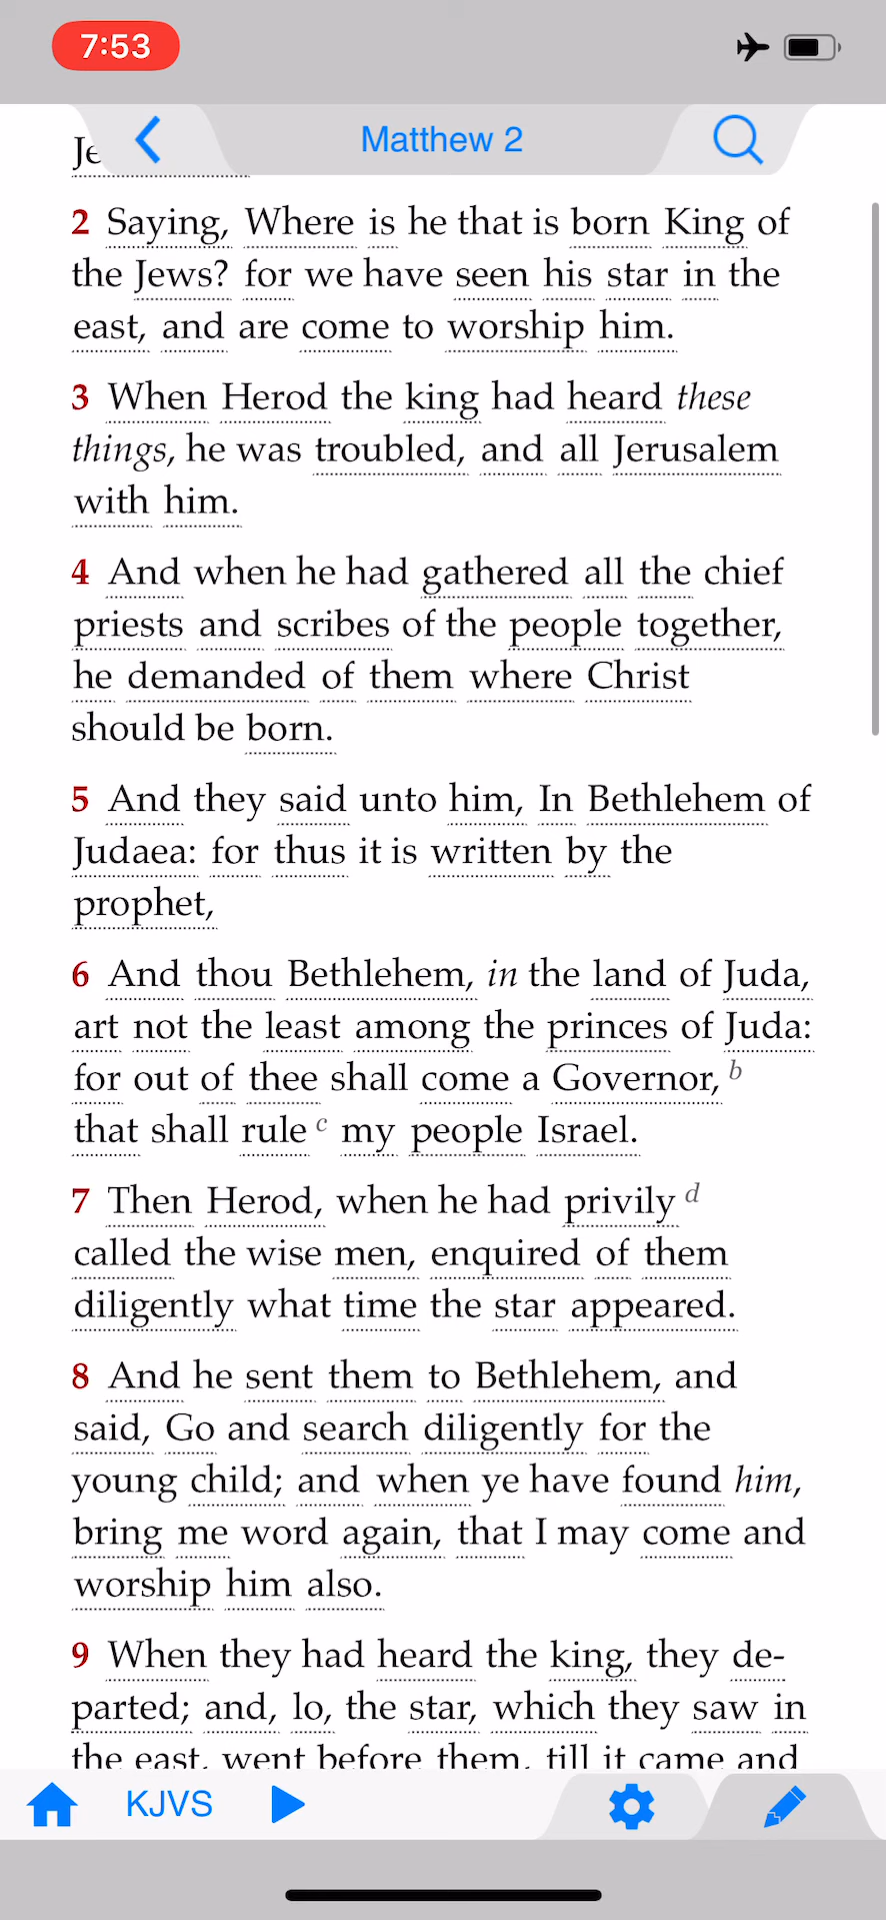 7:53
Matthew 2
Je
2 Saying, Where is he that is born King of
the Jews? for we have seen his star in the
east, and are come to worship him.
3 When Herod the king had heard these
things, he was troubled, and all Jerusalem
with him.
4 And when he had gathered all the chief
priests and scribes of the people together,
he demanded of them where Christ
should be born.
5 And they said unto him, In Bethlehem of
Judaea: for thus it is written by the
prophet,
6 And thou Bethlehem, in the land of Juda,
art not the least among the princes of Juda:
for out of thee shall come a Governor, b
that shall rule c my people Israel.
7 Then Herod, when he had privily d
called the wise men, enquired of them
diligently what time the star appeared.
8 And he sent them to Bethlehem, and
said, Go and search diligently for the
young child; and when ye have found him,
bring me word again, that I may come and
worship him also.
9 When they had heard the king, they de-
parted; and, lo, the star, which they saw in
the east, went before them, till it came and
KJVS